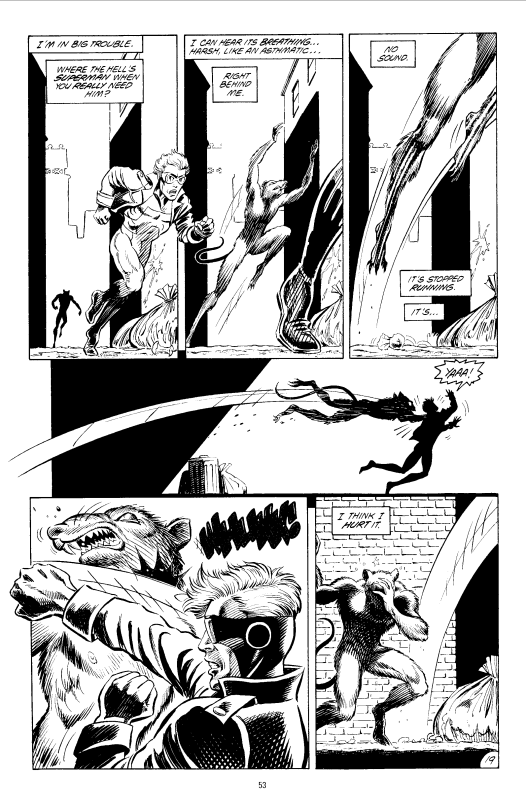 I'M IN BIG TROUBLE.
WHERE THE HELL'S
SUPERMAN WHEN
YOU REALLY NEED
HIM?
I CAN HEAR ITS BREATHING...
HARSH, LIKE AN ASTHMATIC...
RIGHT
BEHIND
ME.
NO
SOUND.
IT'S STOPPED
RUNNING.
IT'S...
YAAA!
I THINK I
HURT IT.
19
53